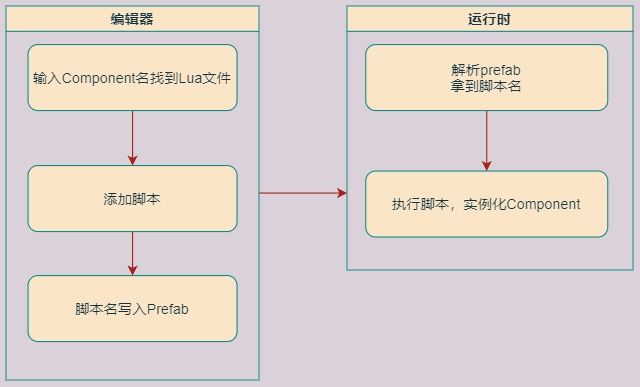 编辑器
输入Component名找到Lua文件
添加脚本
脚本名写入Prefab
运行时
解析prefab
拿到脚本名
执行脚本，实例化Component